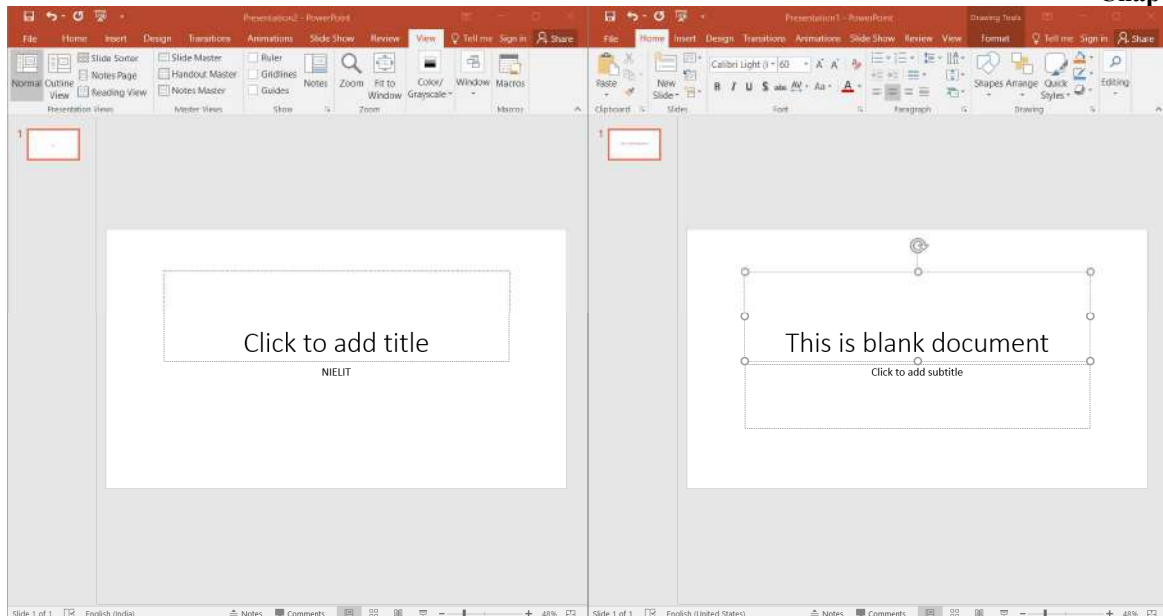 Chap
Presentation2 - PowerPoint
File Home Insert Design Transitions Animations Slide Show Review View Tell me Sign in Share
Normal Outline View Slide Sorter Notes Page Reading View
Slide Master Handout Master Notes Master
Ruler Gridlines Guides
Notes Zoom Fit to Window Color/ Grayscale Window Macros
Presentation Views Master Views Show Zoom Macros
1
Click to add title
NIELIT
Slide 1 of 1 English (India) Notes Comments 48%
Presentation1 - PowerPoint Drawing Tools
File Home Insert Design Transitions Animations Slide Show Review View Format Tell me Sign in Share
Paste New Slide Calibri Light (I 60 A A
B I U S abc AV Aa A
Shapes Arrange Quick Styles Editing
Clipboard Slides Font Paragraph Drawing
1
This is blank document
Click to add subtitle
Slide 1 of 1 English (United States) Notes Comments 48%